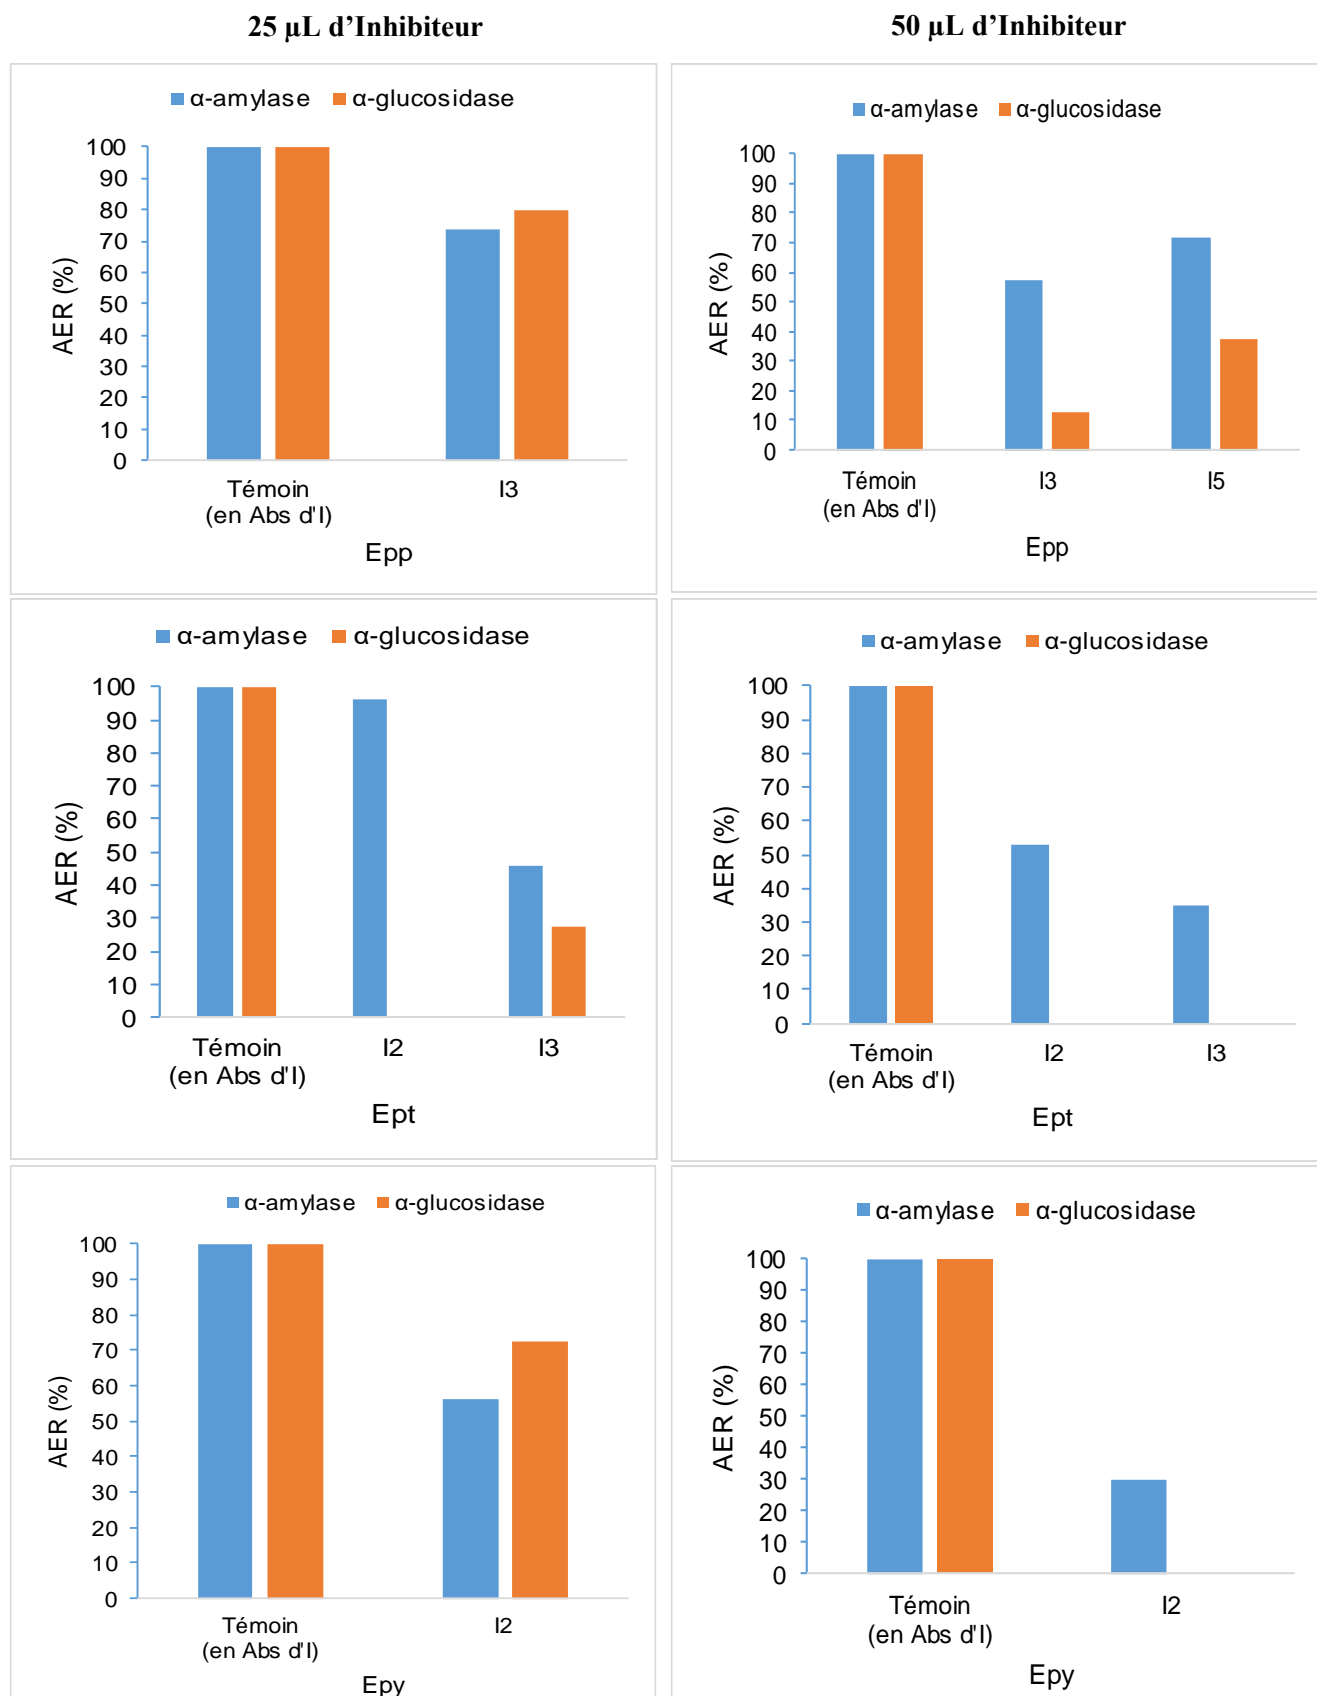 25 µL d’Inhibiteur
50 µL d’Inhibiteur
α-amylase α-glucosidase
AER (%)
100
90
80
70
60
50
40
30
20
10
0
Témoin
(en Abs d'I)
I3
Epp
α-amylase α-glucosidase
AER (%)
100
90
80
70
60
50
40
30
20
10
0
Témoin
(en Abs d'I)
I3
I5
Epp
α-amylase α-glucosidase
AER (%)
100
90
80
70
60
50
40
30
20
10
0
Témoin
(en Abs d'I)
I2
I3
Ept
α-amylase α-glucosidase
AER (%)
100
90
80
70
60
50
40
30
20
10
0
Témoin
(en Abs d'I)
I2
I3
Ept
α-amylase α-glucosidase
AER (%)
100
90
80
70
60
50
40
30
20
10
0
Témoin
(en Abs d'I)
I2
Epy
α-amylase α-glucosidase
AER (%)
100
90
80
70
60
50
40
30
20
10
0
Témoin
(en Abs d'I)
I2
Epy